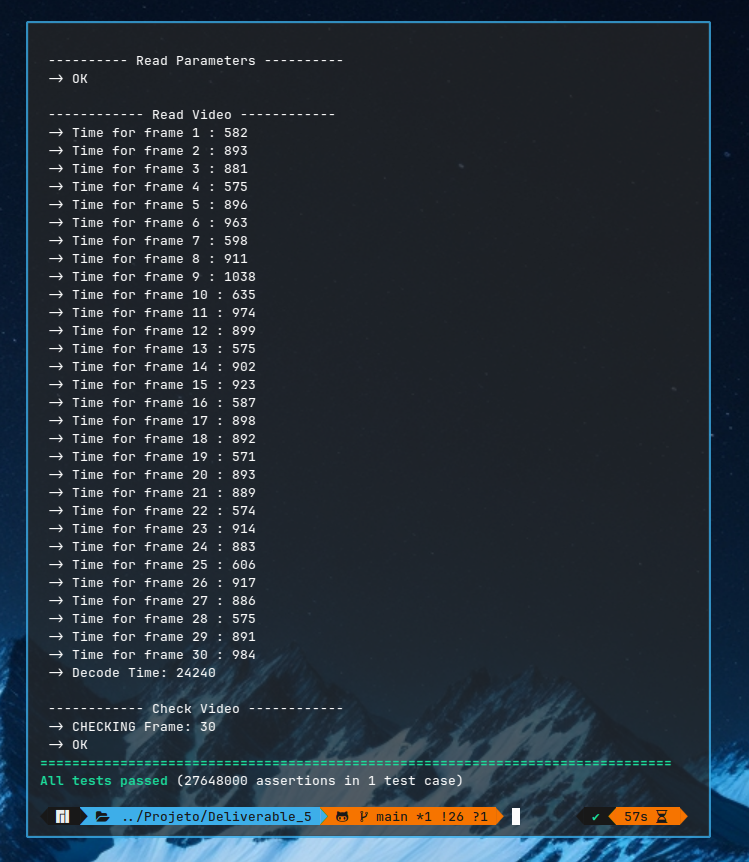 ---------- Read Parameters ----------
-> OK
------------ Read Video ------------
-> Time for frame 1 : 582
-> Time for frame 2 : 893
-> Time for frame 3 : 881
-> Time for frame 4 : 575
-> Time for frame 5 : 896
-> Time for frame 6 : 963
-> Time for frame 7 : 598
-> Time for frame 8 : 911
-> Time for frame 9 : 1038
-> Time for frame 10 : 635
-> Time for frame 11 : 974
-> Time for frame 12 : 899
-> Time for frame 13 : 575
-> Time for frame 14 : 902
-> Time for frame 15 : 923
-> Time for frame 16 : 587
-> Time for frame 17 : 898
-> Time for frame 18 : 892
-> Time for frame 19 : 571
-> Time for frame 20 : 893
-> Time for frame 21 : 889
-> Time for frame 22 : 574
-> Time for frame 23 : 914
-> Time for frame 24 : 883
-> Time for frame 25 : 606
-> Time for frame 26 : 917
-> Time for frame 27 : 886
-> Time for frame 28 : 575
-> Time for frame 29 : 891
-> Time for frame 30 : 984
-> Decode Time: 24240
------------ Check Video ------------
-> CHECKING Frame: 30
-> OK
===============================================================================
All tests passed (27648000 assertions in 1 test case)
../Projeto/Deliverable_5 main *1 !26 ?1 ✔ 57s